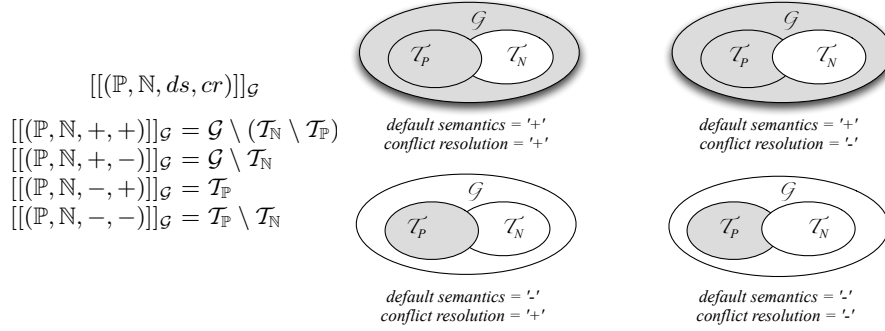 [[(ℙ, ℕ, ds, cr)]]𝒢
[[(ℙ, ℕ, +, +)]]𝒢 = 𝒢 \ (𝒯ℕ \ 𝒯ℙ)
[[(ℙ, ℕ, +, −)]]𝒢 = 𝒢 \ 𝒯ℕ
[[(ℙ, ℕ, −, +)]]𝒢 = 𝒯ℙ
[[(ℙ, ℕ, −, −)]]𝒢 = 𝒯ℙ \ 𝒯ℕ
𝒢
𝒯P 𝒯N
default semantics = '+'
conflict resolution = '+'
𝒢
𝒯P 𝒯N
default semantics = '+'
conflict resolution = '-'
𝒢
𝒯P 𝒯N
default semantics = '-'
conflict resolution = '+'
𝒢
𝒯P 𝒯N
default semantics = '-'
conflict resolution = '-'